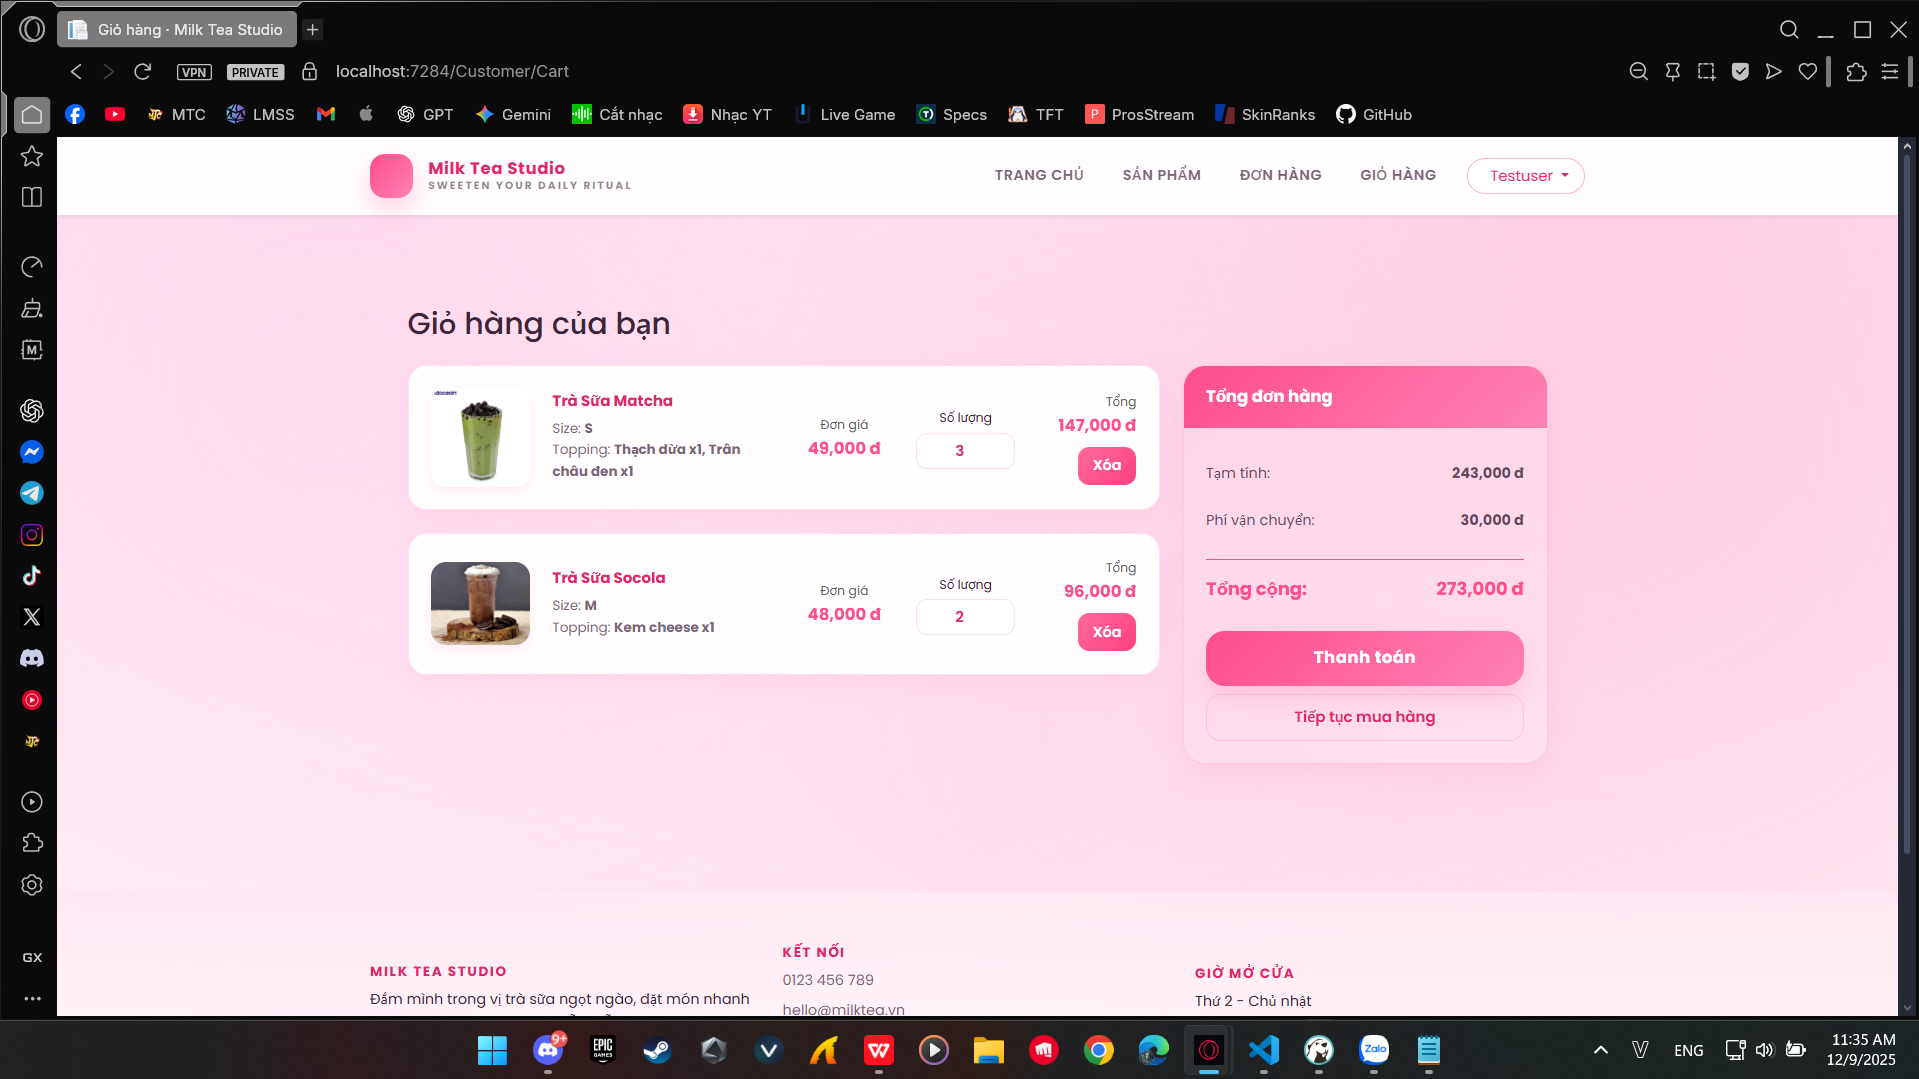 Giỏ hàng · Milk Tea Studio
VPN
PRIVATE
localhost:7284/Customer/Cart
MTC
LMSS
GPT
Gemini
Cắt nhạc
Nhạc YT
Live Game
Specs
TFT
ProsStream
SkinRanks
GitHub
Milk Tea Studio
SWEETEN YOUR DAILY RITUAL
TRANG CHỦ
SẢN PHẨM
ĐƠN HÀNG
GIỎ HÀNG
Testuser
Giỏ hàng của bạn
Trà Sữa Matcha
Size: S
Topping: Thạch dừa x1, Trân
châu đen x1
Đơn giá
49,000 đ
Số lượng
3
Tổng
147,000 đ
Xóa
Trà Sữa Socola
Size: M
Topping: Kem cheese x1
Đơn giá
48,000 đ
Số lượng
2
Tổng
96,000 đ
Xóa
Tổng đơn hàng
Tạm tính:
243,000 đ
Phí vận chuyển:
30,000 đ
Tổng cộng:
273,000 đ
Thanh toán
Tiếp tục mua hàng
MILK TEA STUDIO
Đắm mình trong vị trà sữa ngọt ngào, đặt món nhanh
KẾT NỐI
0123 456 789
hello@milktea.vn
GIỜ MỞ CỬA
Thứ 2 - Chủ nhật
GX
9+
EPIC
GAMES
Zalo
ENG
11:35 AM
12/9/2025